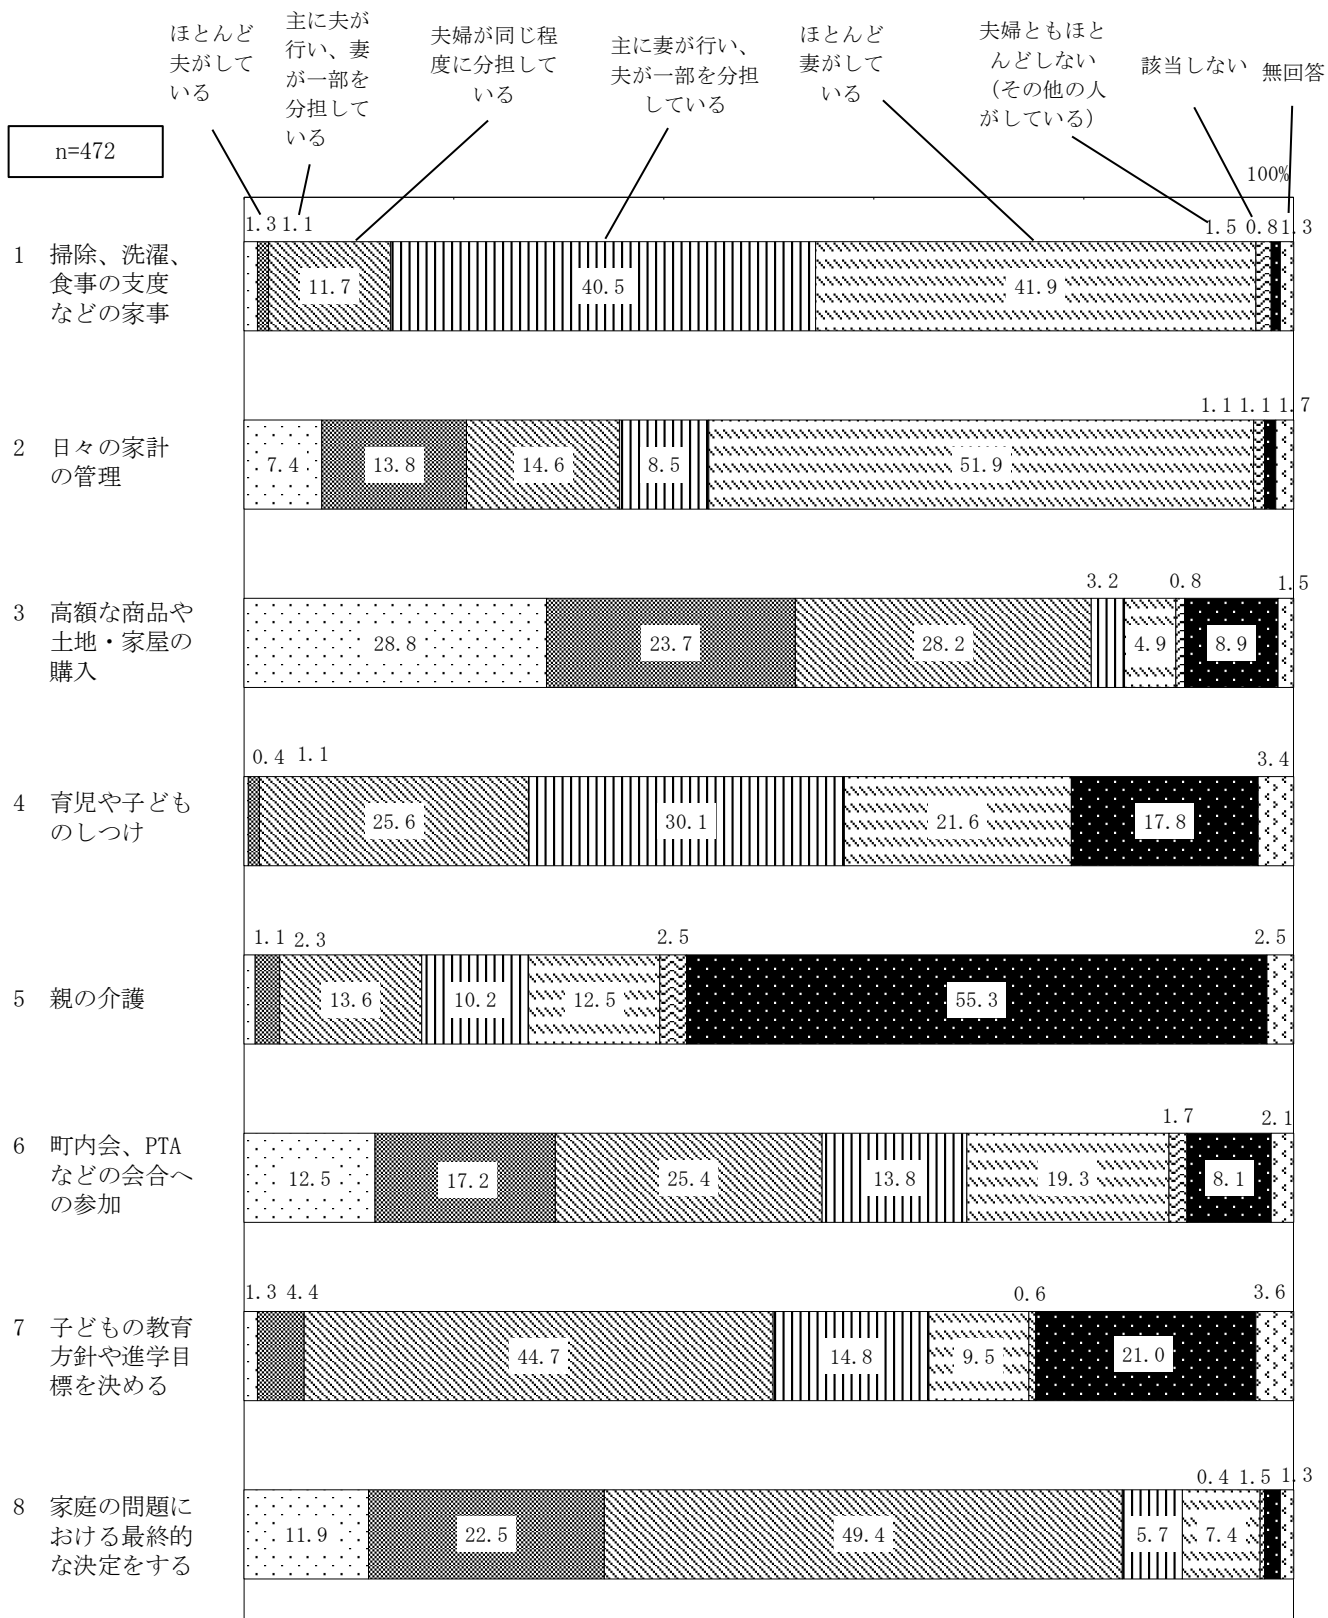 ほとんど
夫がして
いる
主に夫が
行い、妻
が一部を
分担して
いる
夫婦が同じ程
度に分担して
いる
主に妻が行い、
夫が一部を分担
している
ほとんど
妻がして
いる
夫婦ともほと
んどしない
（その他の人
がしている）
該当しない
無回答
n=472
100%
1.3 1.1 1.5 0.8 1.3
1 掃除、洗濯、
食事の支度
などの家事
11.7 40.5 41.9
1.1 1.1 1.7
2 日々の家計
の管理
7.4 13.8 14.6 8.5 51.9
3.2 0.8 1.5
3 高額な商品や
土地・家屋の
購入
28.8 23.7 28.2 4.9 8.9
0.4 1.1 3.4
4 育児や子ども
のしつけ
25.6 30.1 21.6 17.8
1.1 2.3 2.5 2.5
5 親の介護
13.6 10.2 12.5 55.3
1.7 2.1
6 町内会、PTA
などの会合へ
の参加
12.5 17.2 25.4 13.8 19.3 8.1
1.3 4.4 0.6 3.6
7 子どもの教育
方針や進学目
標を決める
44.7 14.8 9.5 21.0
0.4 1.5 1.3
8 家庭の問題に
おける最終的
な決定をする
11.9 22.5 49.4 5.7 7.4